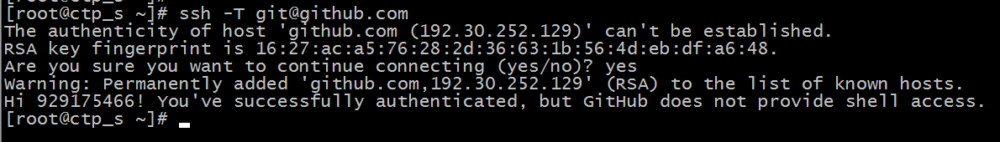 [root@ctp_s ~]# ssh -T git@github.com
The authenticity of host 'github.com (192.30.252.129)' can't be established.
RSA key fingerprint is 16:27:ac:a5:76:28:2d:36:63:1b:56:4d:eb:df:a6:48.
Are you sure you want to continue connecting (yes/no)? yes
Warning: Permanently added 'github.com,192.30.252.129' (RSA) to the list of known hosts.
Hi 929175466! You've successfully authenticated, but GitHub does not provide shell access.
[root@ctp_s ~]#